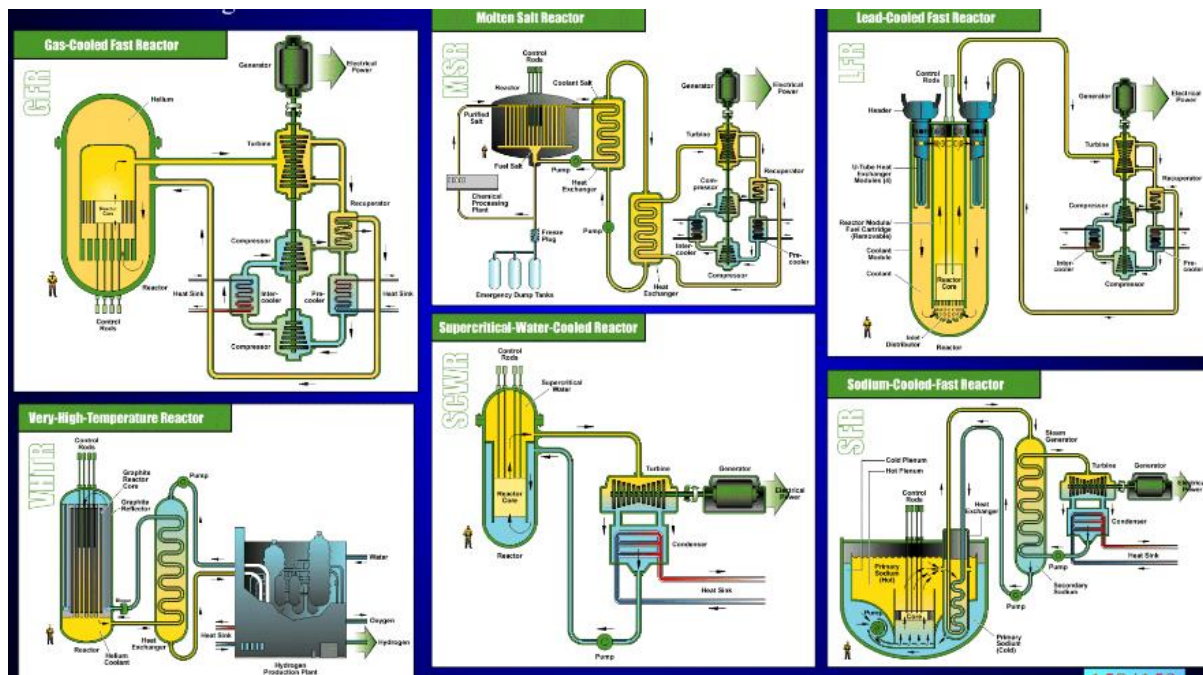 Gas-Cooled Fast Reactor
GFR
Helium
Generator
Electrical
Power
Turbine
Reactor
Core
Recuperator
Compressor
Reactor
Heat Sink
Inter-
cooler
Pre-
cooler
Heat Sink
Control
Rods
Compressor
Very-High-Temperature Reactor
VHTR
Control
Rods
Graphite
Reactor
Core
Graphite
Reflector
Pump
Blower
Water
Oxygen
Hydrogen
Heat Sink
Reactor
Heat
Exchanger
Helium
Coolant
Hydrogen
Production Plant
Molten Salt Reactor
MSR
Control
Rods
Coolant Salt
Reactor
Purified
Salt
Generator
Electrical
Power
Turbine
Fuel Salt
Pump
Heat
Exchanger
Chemical
Processing
Plant
Com-
pressor
Recuperator
Freeze
Plug
Pump
Inter-
cooler
Pre-
cooler
Compressor
Heat
Exchanger
Emergency Dump Tanks
Supercritical-Water-Cooled Reactor
SCWR
Control
Rods
Supercritical
Water
Turbine
Generator
Electrical
Power
Reactor
Core
Reactor
Condenser
Heat Sink
Pump
Lead-Cooled Fast Reactor
LFR
Control
Rods
Header
Generator
Electrical
Power
Turbine
U-Tube Heat
Exchanger
Modules (4)
Recuperator
Compressor
Reactor Module/
Fuel Cartridge
(Removable)
Coolant
Module
Coolant
Inter-
cooler
Pre-
cooler
Compressor
Reactor
Core
Inlet
Distributor
Reactor
Sodium-Cooled-Fast Reactor
SFR
Steam
Generator
Cold Plenum
Hot Plenum
Turbine
Generator
Electrical
Power
Control
Rods
Heat
Exchanger
Condenser
Heat Sink
Primary
Sodium
(Hot)
Pump
Core
Pump
Secondary
Sodium
Pump
Primary
Sodium
(Cold)